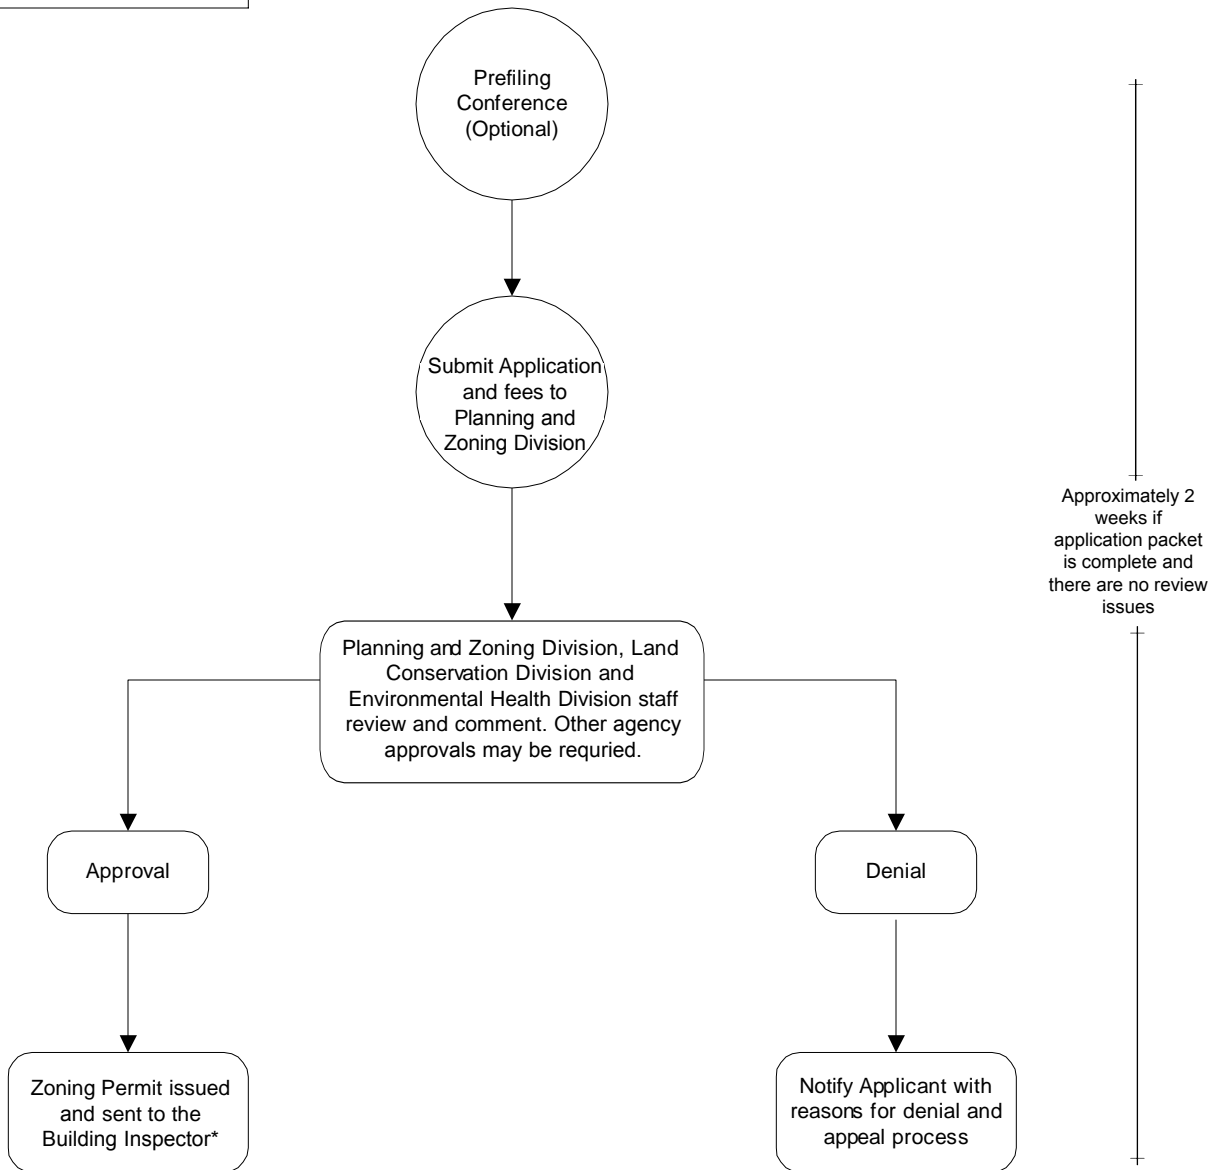 Prefiling
Conference
(Optional)
Submit Application
and fees to
Planning and
Zoning Division
Approximately 2
weeks if
application packet
is complete and
there are no review
issues
Planning and Zoning Division, Land
Conservation Division and
Environmental Health Division staff
review and comment. Other agency
approvals may be requried.
Approval
Denial
Zoning Permit issued
and sent to the
Building Inspector*
Notify Applicant with
reasons for denial and
appeal process